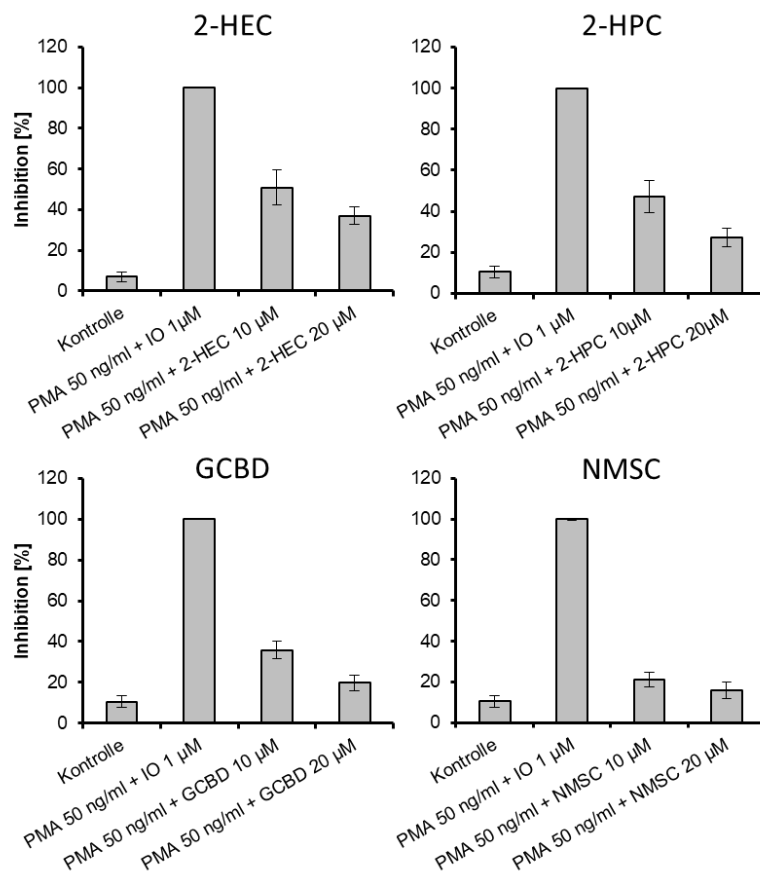 2-HEC
Inhibition [%]
120
100
80
60
40
20
0
Kontrolle
PMA 50 ng/ml + IO 1µM
PMA 50 ng/ml + 2-HEC 10 µM
PMA 50 ng/ml + 2-HEC 20 µM
2-HPC
120
100
80
60
40
20
0
Kontrolle
PMA 50 ng/ml + IO 1 µM
PMA 50 ng/ml + 2-HPC 10µM
PMA 50 ng/ml + 2-HPC 20µM
GCBD
Inhibition [%]
120
100
80
60
40
20
0
Kontrolle
PMA 50 ng/ml + IO 1 µM
PMA 50 ng/ml + GCBD 10 µM
PMA 50 ng/ml + GCBD 20 µM
NMSC
120
100
80
60
40
20
0
Kontrolle
PMA 50 ng/ml + IO 1 µM
PMA 50 ng/ml + NMSC 10 µM
PMA 50 ng/ml + NMSC 20 µM